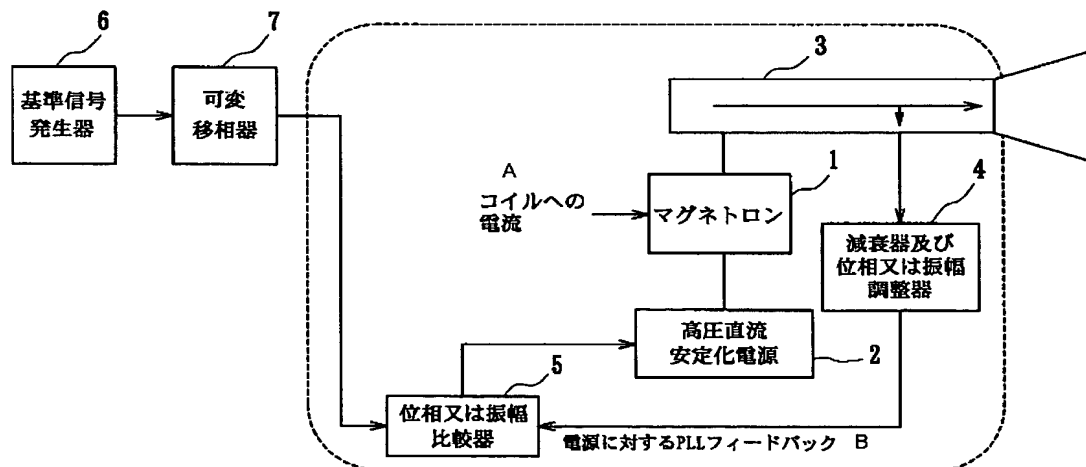 6
基準信号
発生器
7
可変
移相器
3
A
コイルへの
電流
1
マグネトロン
4
減衰器及び
位相又は振幅
調整器
高圧直流
安定化電源
2
5
位相又は振幅
比較器
電源に対するPLLフィードバック B